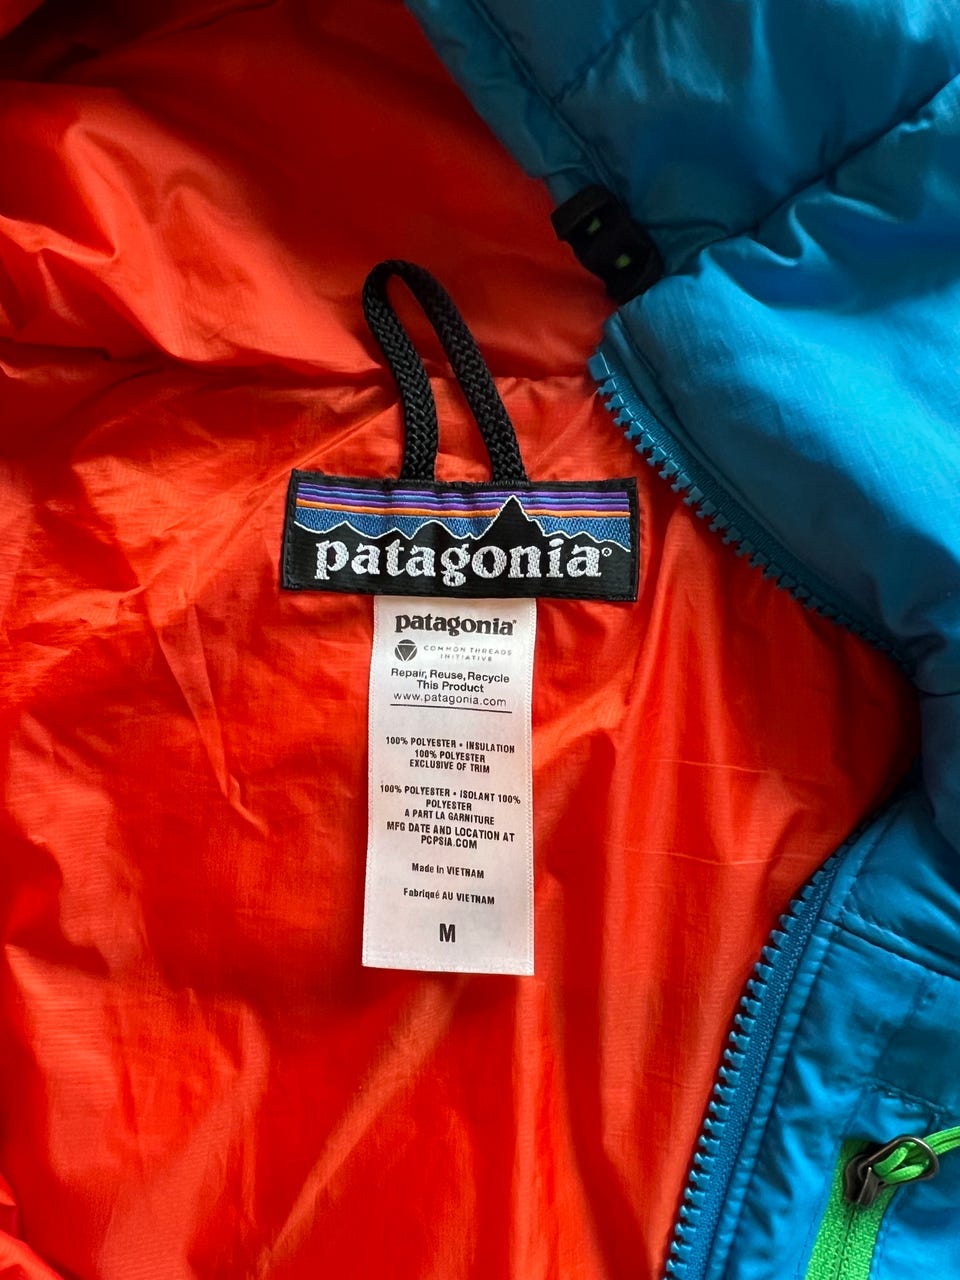 patagonia®
patagonia®
COMMON THREADS
INITIATIVE
Repair, Reuse, Recycle
This Product
www.patagonia.com
100% POLYESTER • INSULATION
100% POLYESTER
EXCLUSIVE OF TRIM
100% POLYESTER • ISOLANT 100%
POLYESTER
A PART LA GARNITURE
MFG DATE AND LOCATION AT
PCPSIA.COM
Made in VIETNAM
Fabriqué AU VIETNAM
M